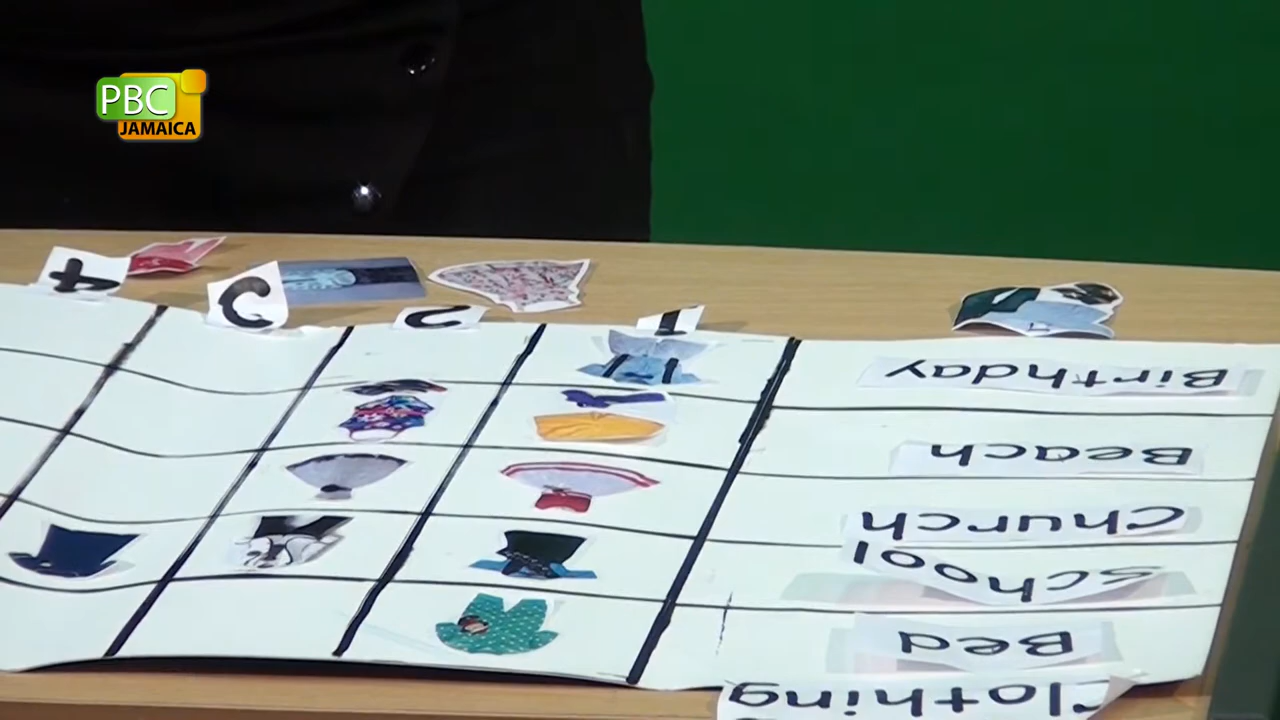 PBC
JAMAICA
Clothing
Bed
School
Church
Beach
Birthday
1 2 3 4